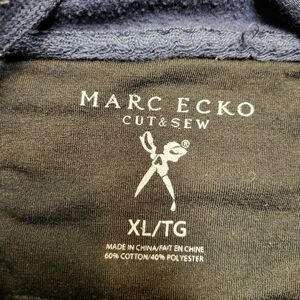 MARC ECKO
CUT & SEW
®
XL/TG
MADE IN CHINA/FAIT EN CHINE
60% COTTON/40% POLYESTER